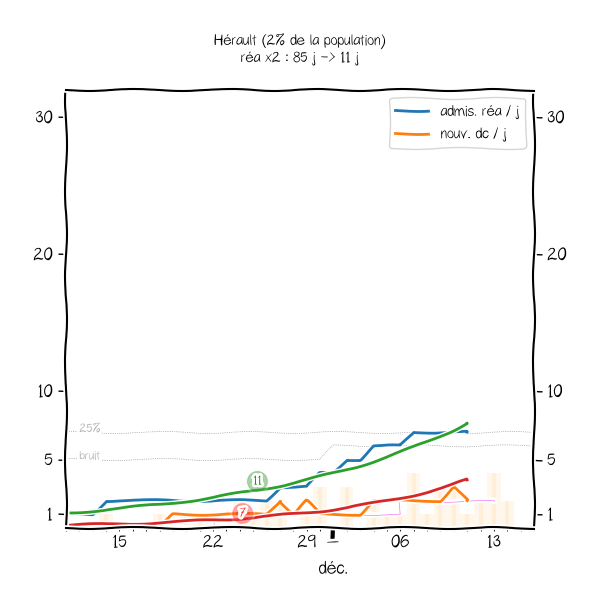 Hérault (2% de la population)
réa x2 : 85 j -> 11 j
admis. réa / j
nouv. dc / j
30 30
20 20
10 10
25%
5 bruit 5
11
7
1 1
15 22 29 06 13
déc.